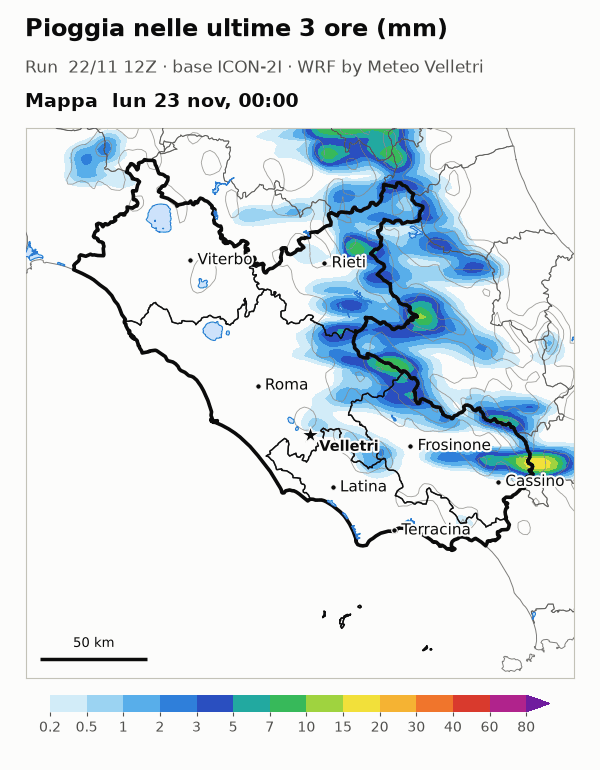 Pioggia nelle ultime 3 ore (mm)
Run  22/11 12Z · base ICON-2I · WRF by Meteo Velletri
Mappa  lun 23 nov, 00:00
Viterbo
Rieti
Roma
Velletri
Frosinone
Cassino
Latina
Terracina
50 km
0.2 0.5 1 2 3 5 7 10 15 20 30 40 60 80